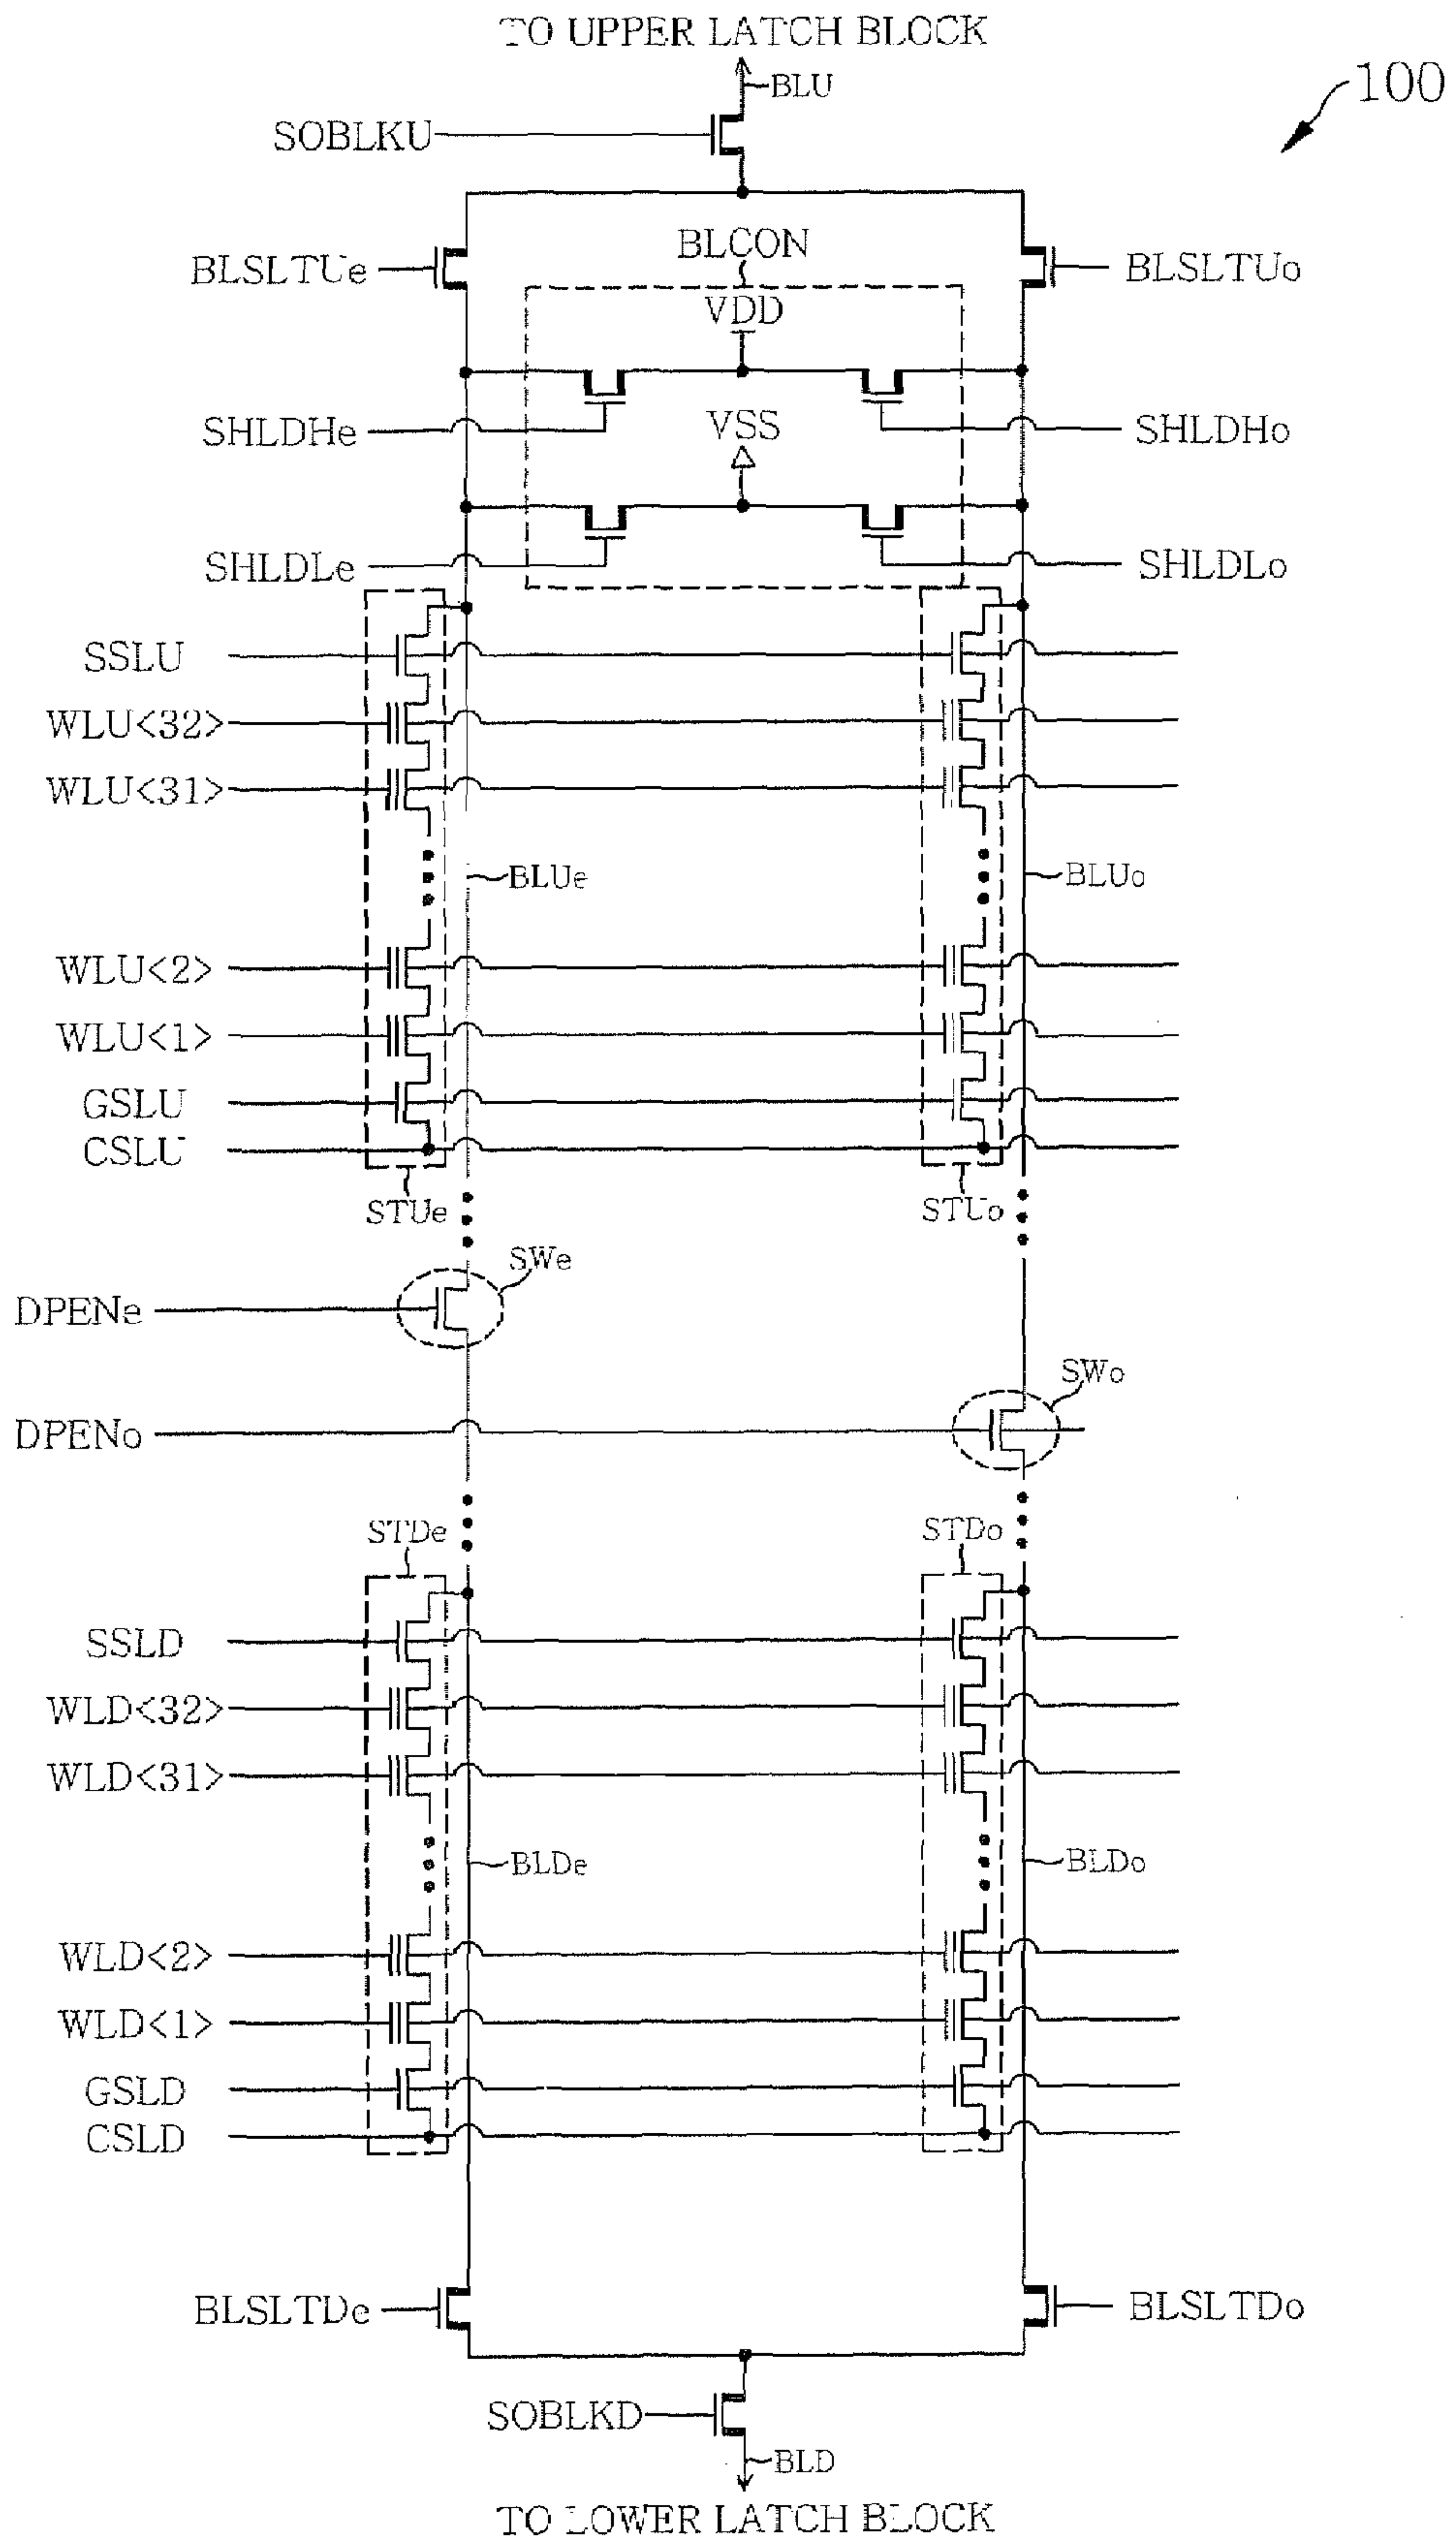 TO UPPER LATCH BLOCK
BLU
100
SOBLKU
BLCON
BLSLTUe
BLSLTUo
VDD
SHLDHe
VSS
SHLDHo
SHLDLe
SHLDLo
SSLU
WLU<32>
WLU<31>
BLUe
BLUo
WLU<2>
WLU<1>
GSLU
CSLU
STUe
STUo
SWe
DPENe
SWo
DPENo
STDe
STDo
SSLD
WLD<32>
WLD<31>
BLDe
BLDo
WLD<2>
WLD<1>
GSLD
CSLD
BLSLTDe
BLSLTDo
SOBLKD
BLD
TO LOWER LATCH BLOCK